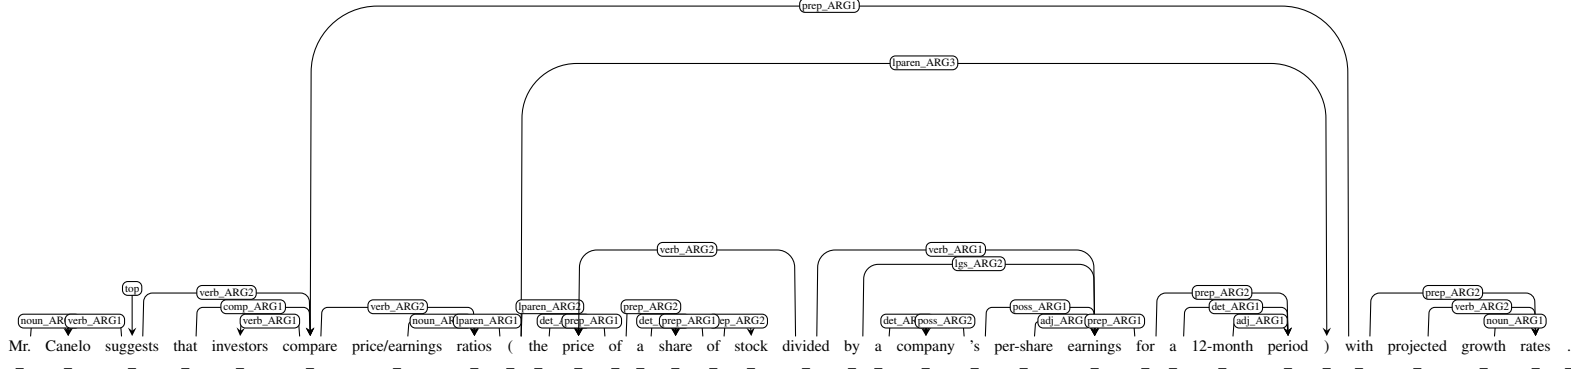 prep_ARG1
lparen_ARG3
verb_ARG2 verb_ARG1
lgs_ARG2
top verb_ARG2 prep_ARG2 prep_ARG2
comp_ARG1 verb_ARG2 lparen_ARG2 prep_ARG2 poss_ARG1 det_ARG1 verb_ARG2
verb_ARG1 verb_ARG1 lparen_ARG1 prep_ARG1 prep_ARG1 poss_ARG2 prep_ARG1 adj_ARG1 noun_ARG1
Mr. Canelo suggests that investors compare price/earnings ratios ( the price of a share of stock divided by a company 's per-share earnings for a 12-month period ) with projected growth rates .
_ _ _ _ _ _ _ _ _ _ _ _ _ _ _ _ _ _ _ _ _ _ _ _ _ _ _ _ _ _ _ _ _